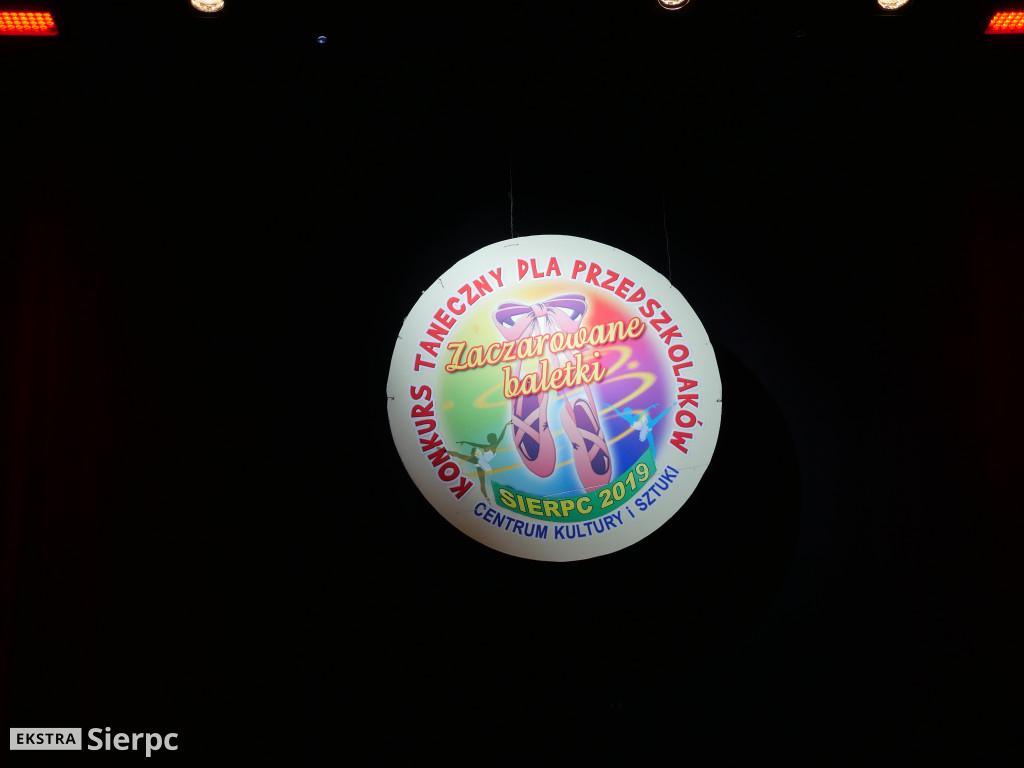 KONKURS TANECZNY DLA PRZEDSZKOLAKÓW
Zaczarowane
baletki
SIERPC 2019
CENTRUM KULTURY i SZTUKI
EKSTRA Sierpc